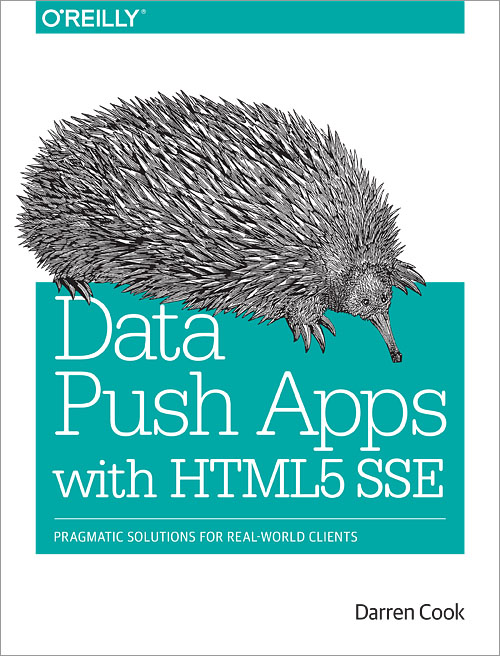 O'REILLY®
Data
Push Apps
with HTML5 SSE
PRAGMATIC SOLUTIONS FOR REAL-WORLD CLIENTS
Darren Cook